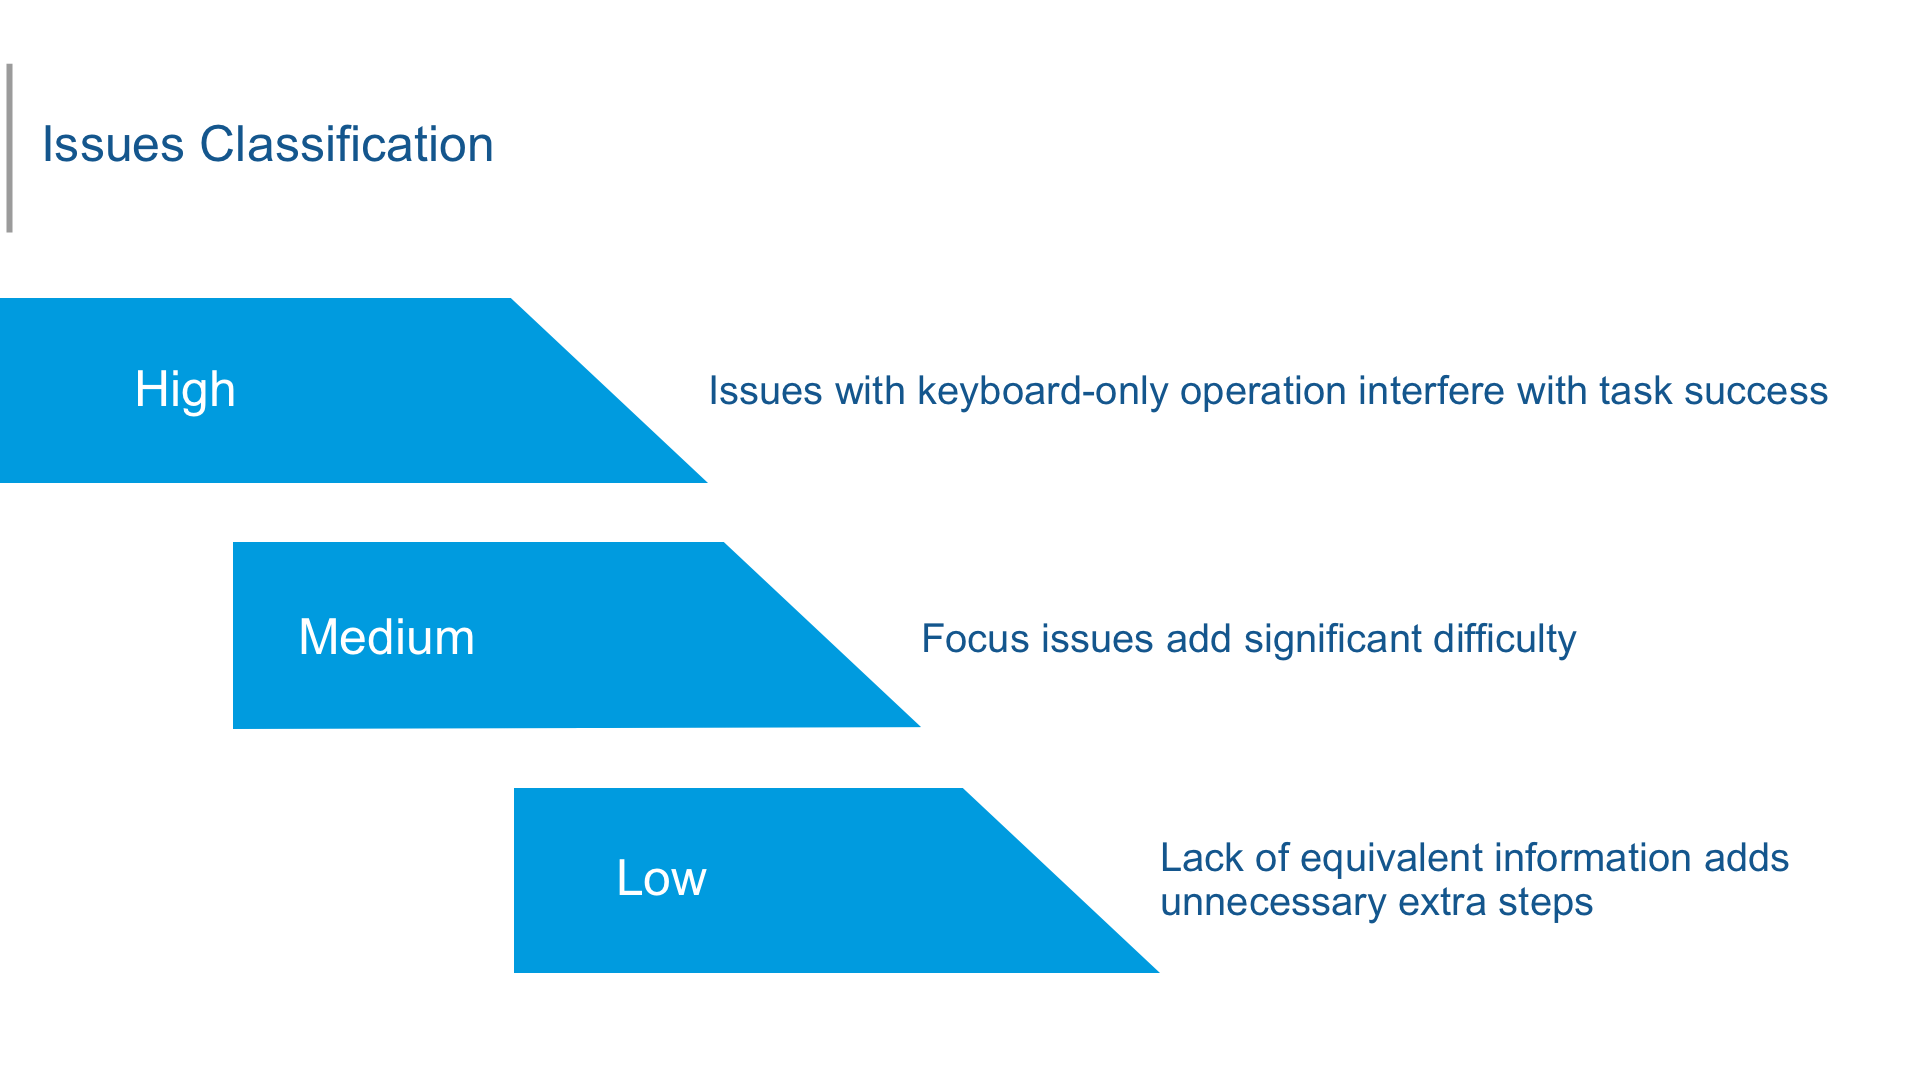 Issues Classification
High
Issues with keyboard-only operation interfere with task success
Medium
Focus issues add significant difficulty
Low
Lack of equivalent information adds
unnecessary extra steps